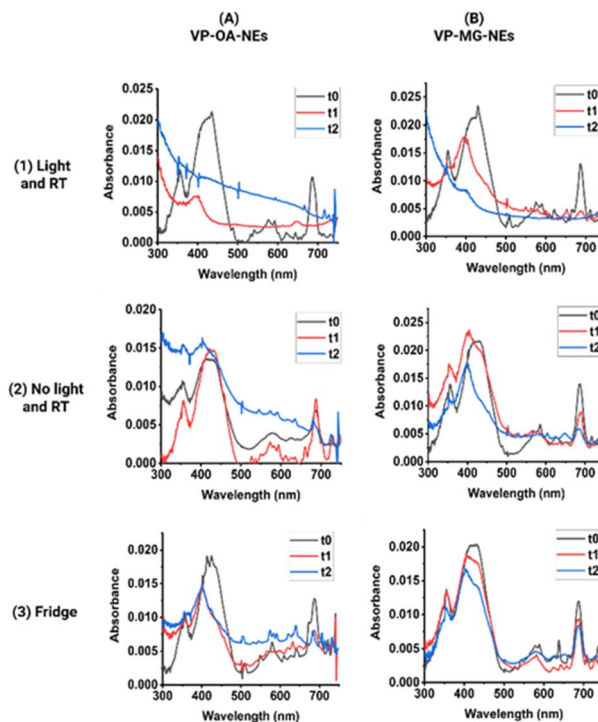 (A)
VP-OA-NEs
(B)
VP-MG-NEs
(1) Light
and RT
Absorbance
0.025
0.020
0.015
0.010
0.005
0.000
300 400 500 600 700
Wavelength (nm)
t0
t1
t2
Absorbance
0.025
0.020
0.015
0.010
0.005
0.000
300 400 500 600 700
Wavelength (nm)
t0
t1
t2
(2) No light
and RT
Absorbance
0.020
0.015
0.010
0.005
0.000
300 400 500 600 700
Wavelength (nm)
t0
t1
t2
Absorbance
0.025
0.020
0.015
0.010
0.005
0.000
300 400 500 600 700
Wavelength (nm)
t0
t1
t2
(3) Fridge
Absorbance
0.020
0.015
0.010
0.005
0.000
300 400 500 600 700
Wavelength (nm)
t0
t1
t2
Absorbance
0.020
0.015
0.010
0.005
0.000
300 400 500 600 700
Wavelength (nm)
t0
t1
t2